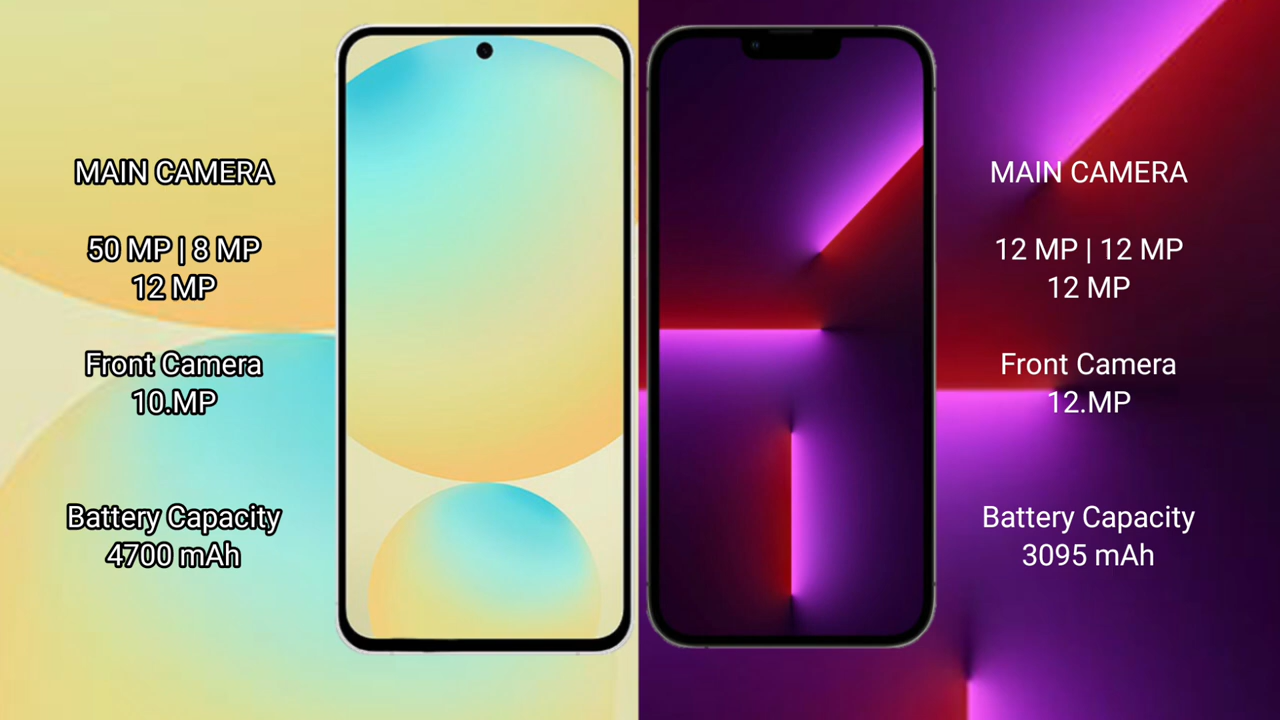 MAIN CAMERA
50 MP | 8 MP
12 MP
Front Camera
10.MP
Battery Capacity
4700 mAh
MAIN CAMERA
12 MP | 12 MP
12 MP
Front Camera
12.MP
Battery Capacity
3095 mAh